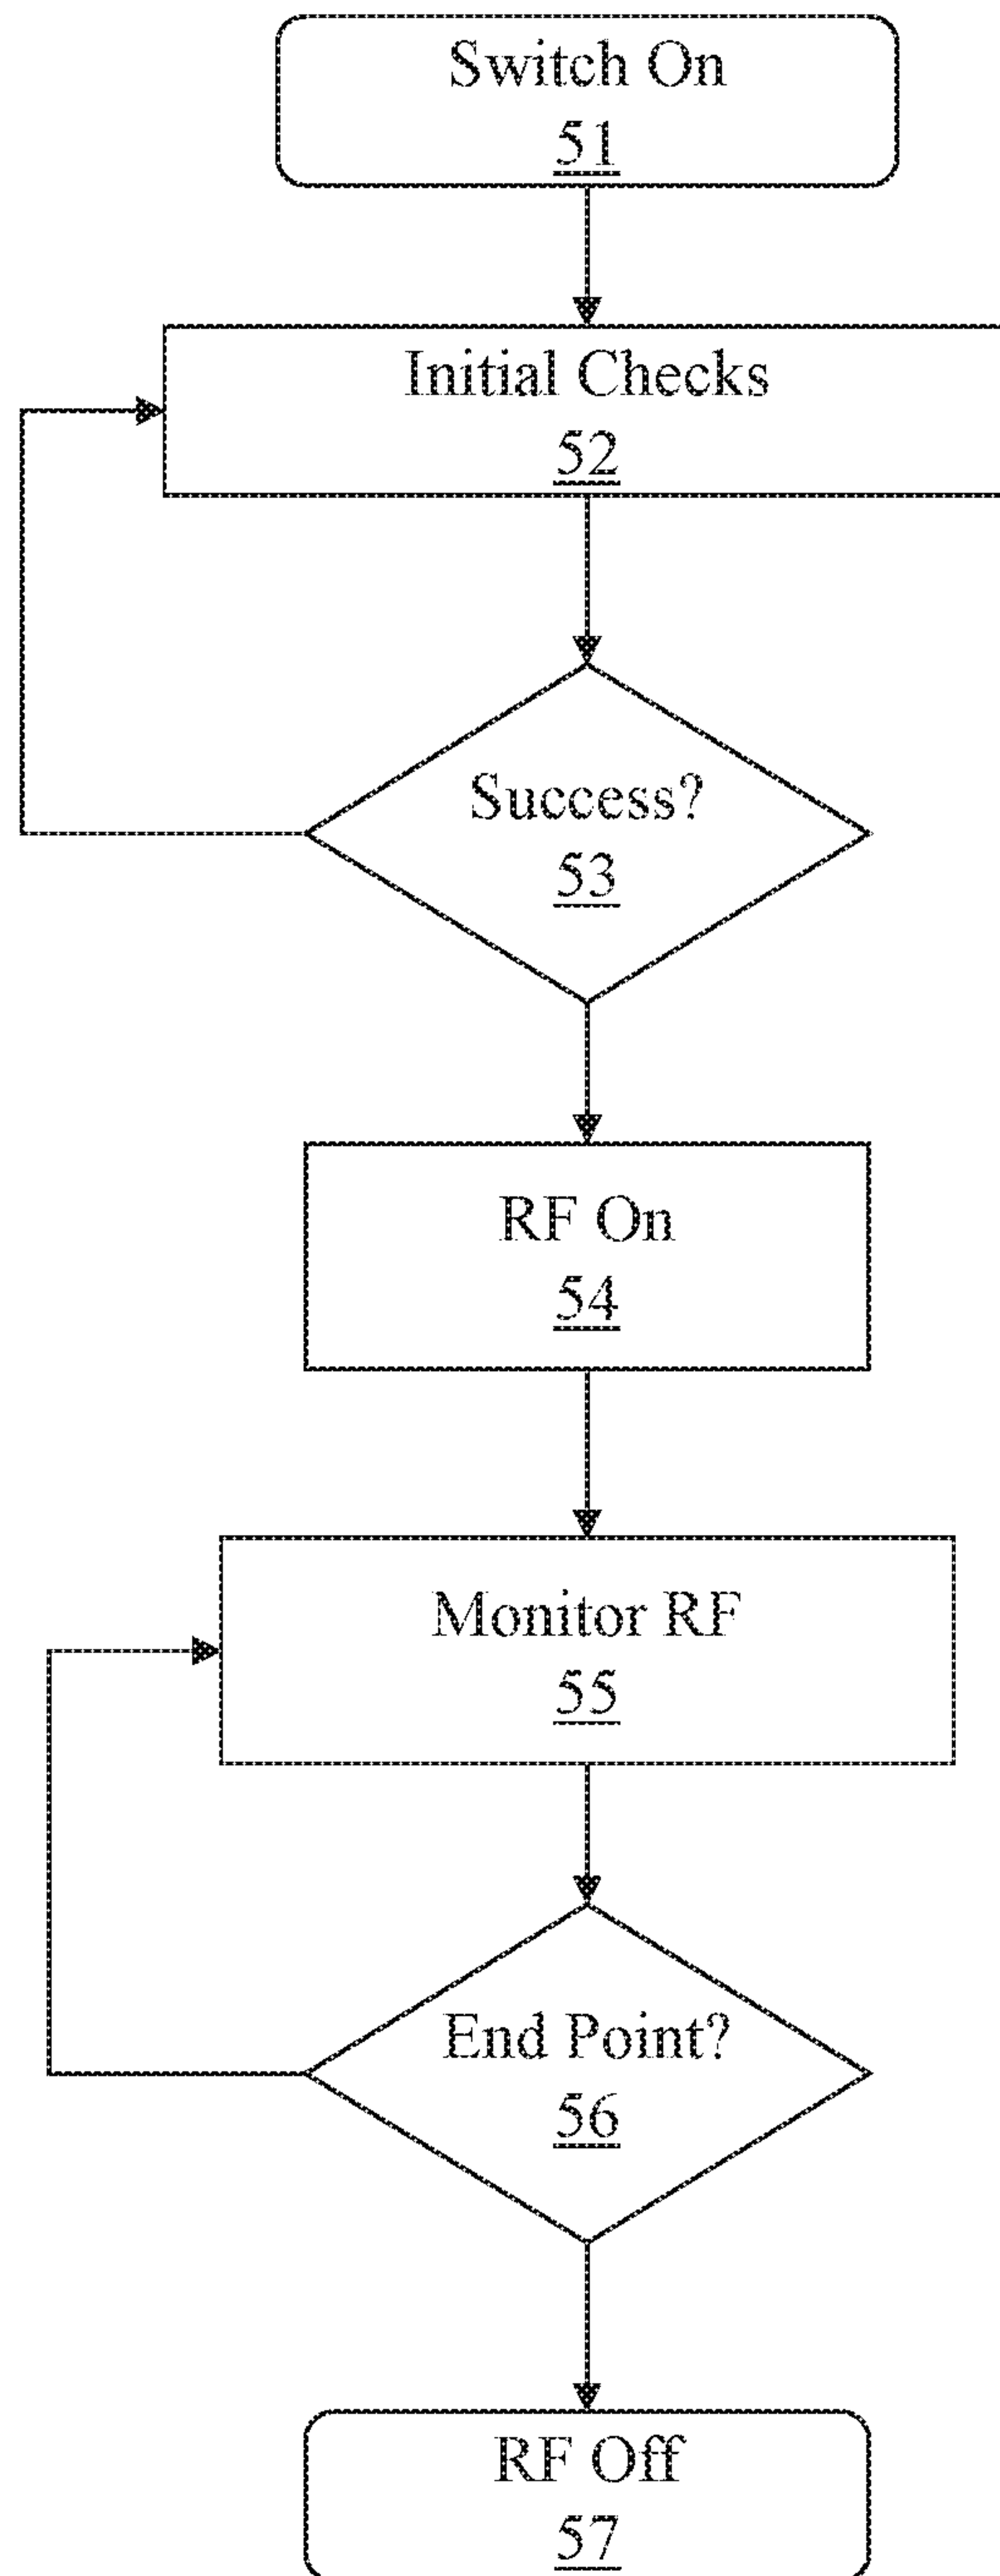 Switch On
51
Initial Checks
52
Success?
53
RF On
54
Monitor RF
55
End Point?
56
RF Off
57